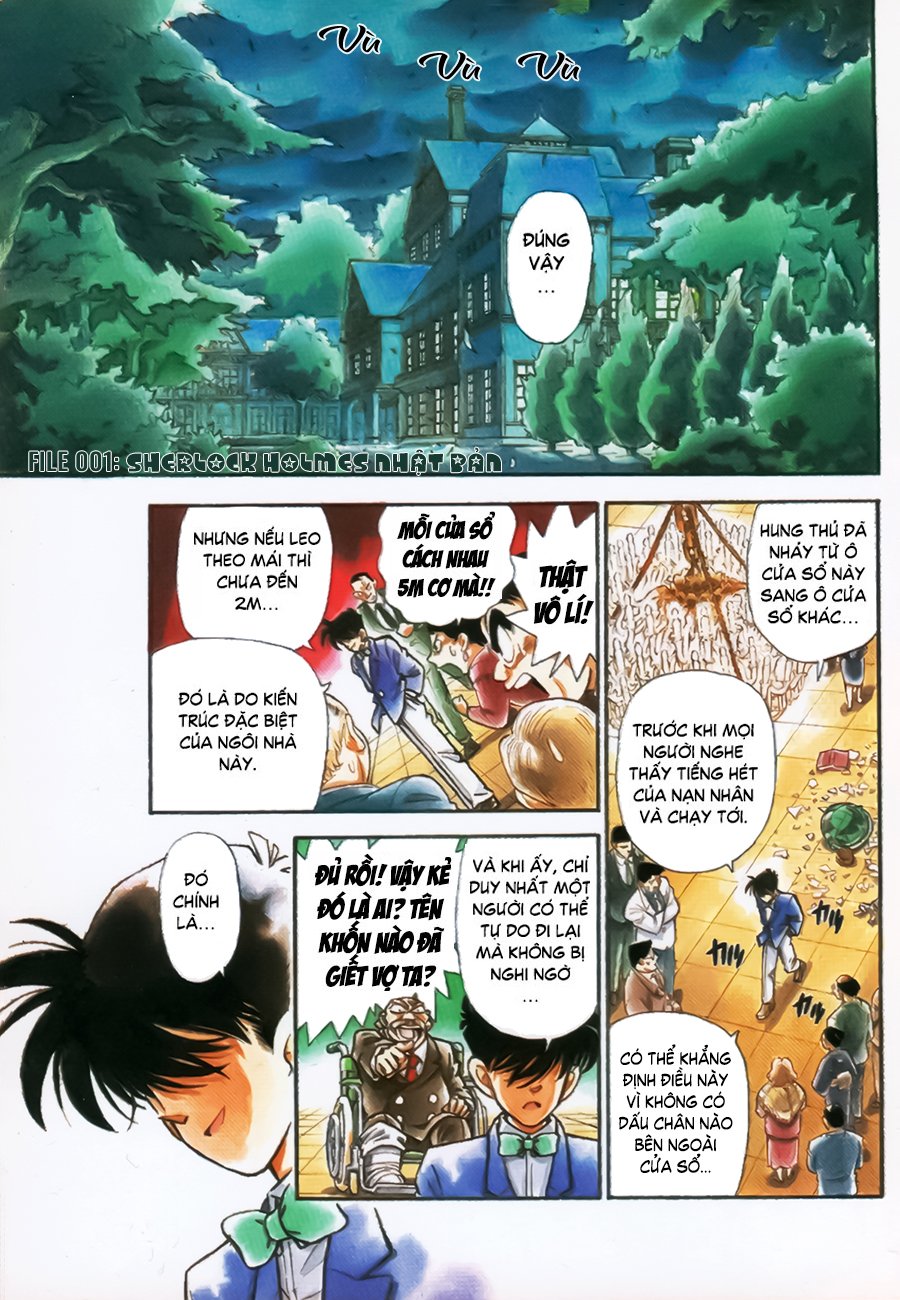 VÙ
VÙ
VÙ
ĐÚNG
VẬY
...
FILE 001: SHERLOCK HOLMES NHẬT BẢN
HUNG THỦ ĐÃ
NHẢY TỪ Ô
CỬA SỔ NÀY
SANG Ô CỬA
SỔ KHÁC...
TRƯỚC KHI MỌI
NGƯỜI NGHE
THẤY TIẾNG HÉT
CỦA NẠN NHÂN
VÀ CHẠY TỚI.
CỘP
CỘP
CỘP
CÓ THỂ KHẲNG
ĐỊNH ĐIỀU NÀY
VÌ KHÔNG CÓ
DẤU CHÂN NÀO
BÊN NGOÀI
CỬA SỔ...
THẬT
VÔ LÍ!
MỖI CỬA SỔ
CÁCH NHAU
5M CƠ MÀ!!
NHƯNG NẾU LEO
THEO MÁI THÌ
CHƯA ĐẾN
2M...
ĐÓ LÀ DO KIẾN
TRÚC ĐẶC BIỆT
CỦA NGÔI NHÀ
NÀY.
VÀ KHI ẤY, CHỈ
DUY NHẤT MỘT
NGƯỜI CÓ THỂ
TỰ DO ĐI LẠI
MÀ KHÔNG BỊ
NGHI NGỜ
...
ĐỦ RỒI! VẬY KẺ
ĐÓ LÀ AI? TÊN
KHỐN NÀO ĐÃ
GIẾT VỢ TA?
ĐÓ
CHÍNH
LÀ...